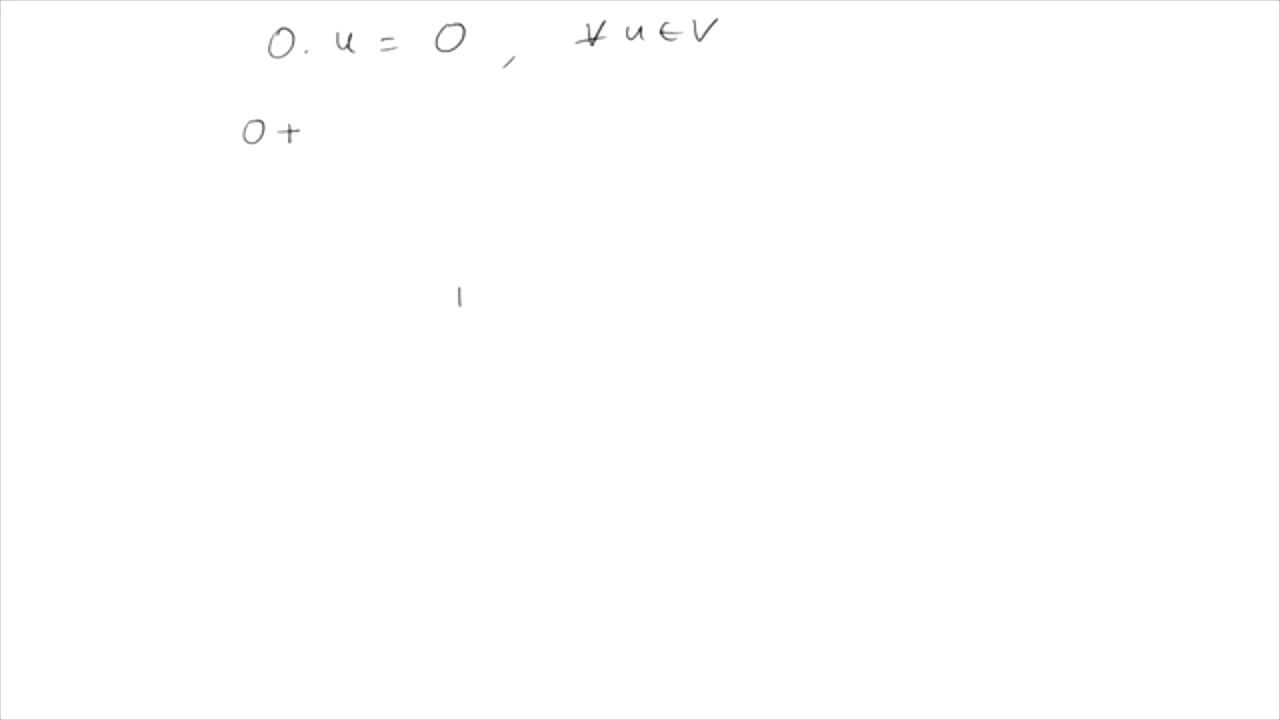 0. u = 0 , ∀ u ∈ V
0 +